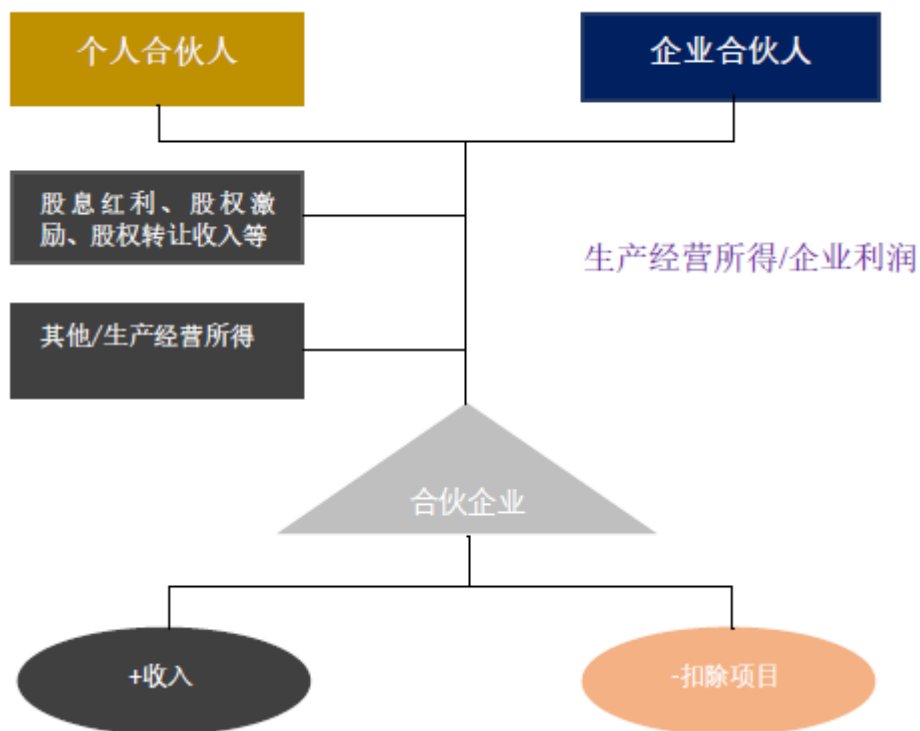 个人合伙人
企业合伙人
股息红利、股权激
励、股权转让收入等
生产经营所得/企业利润
其他/生产经营所得
合伙企业
+收入
-扣除项目